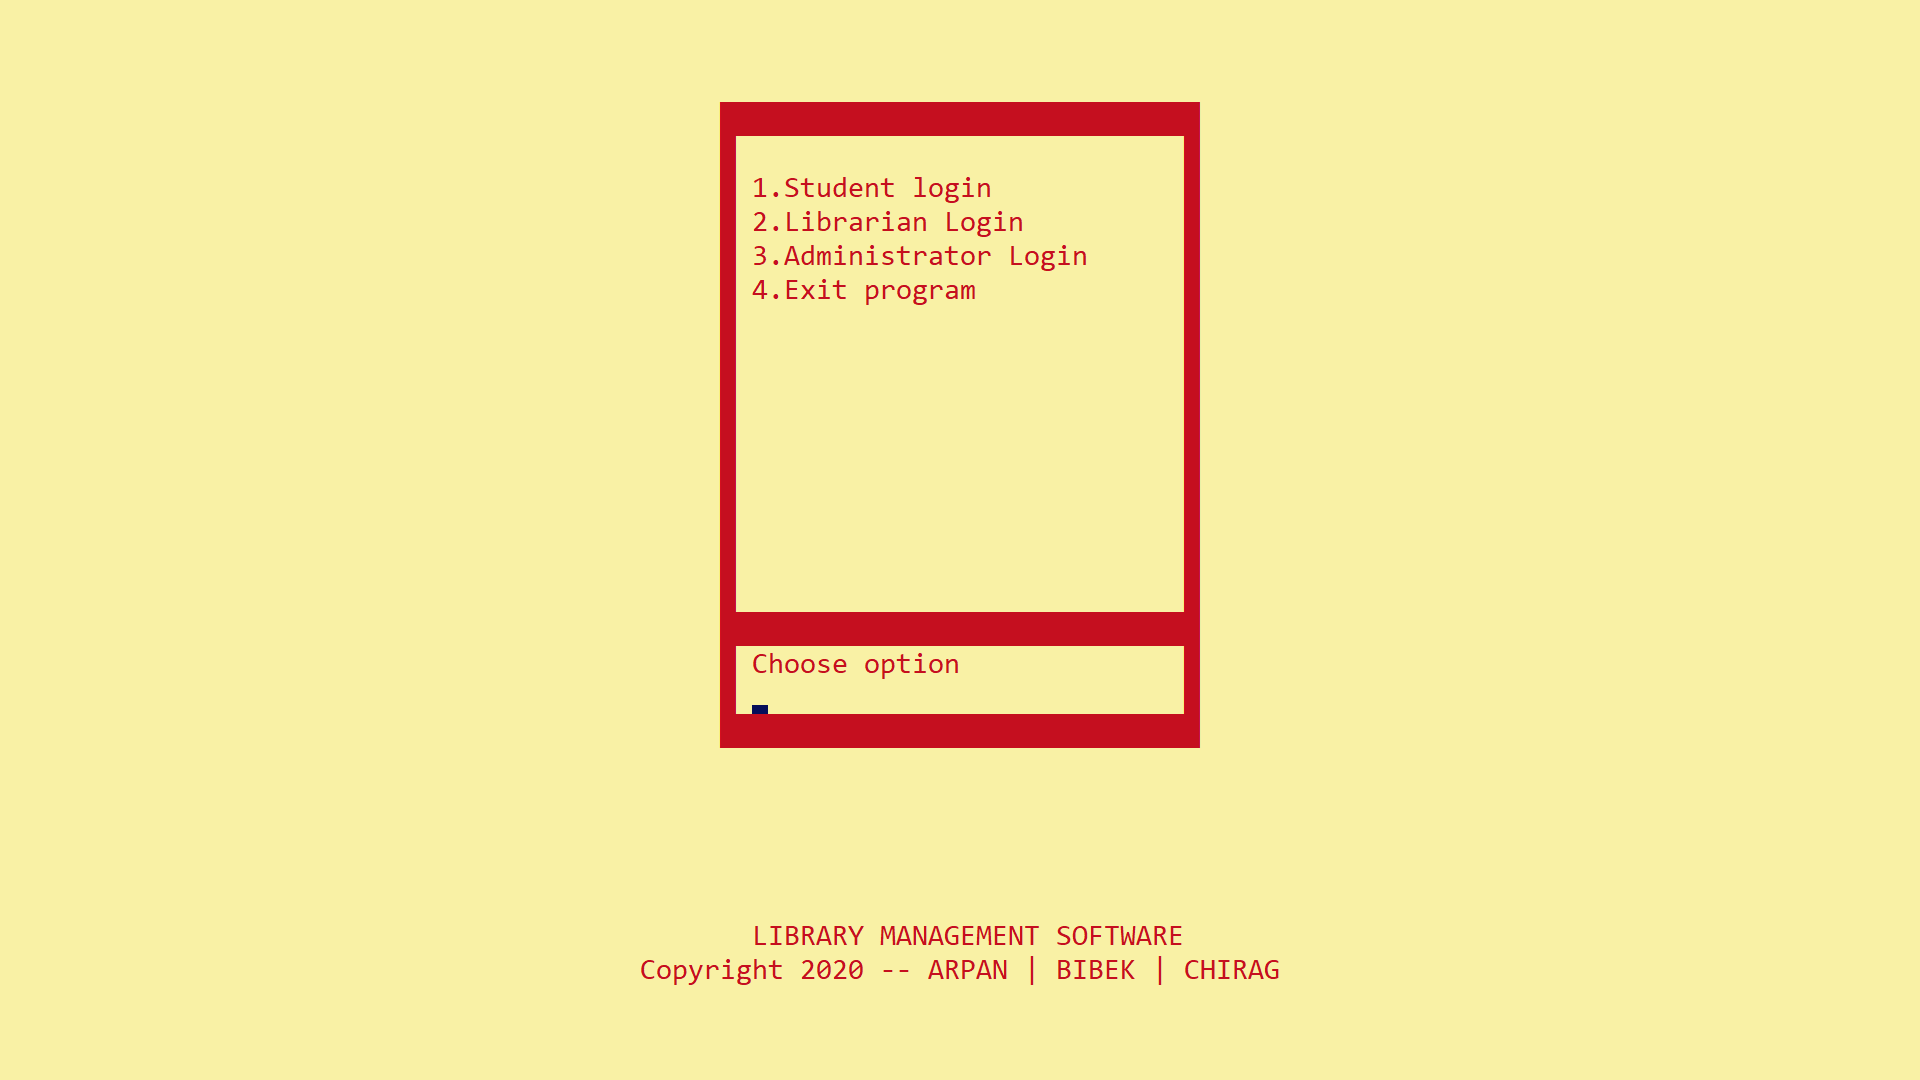 1.Student login
2.Librarian Login
3.Administrator Login
4.Exit program
Choose option
LIBRARY MANAGEMENT SOFTWARE
Copyright 2020 -- ARPAN | BIBEK | CHIRAG